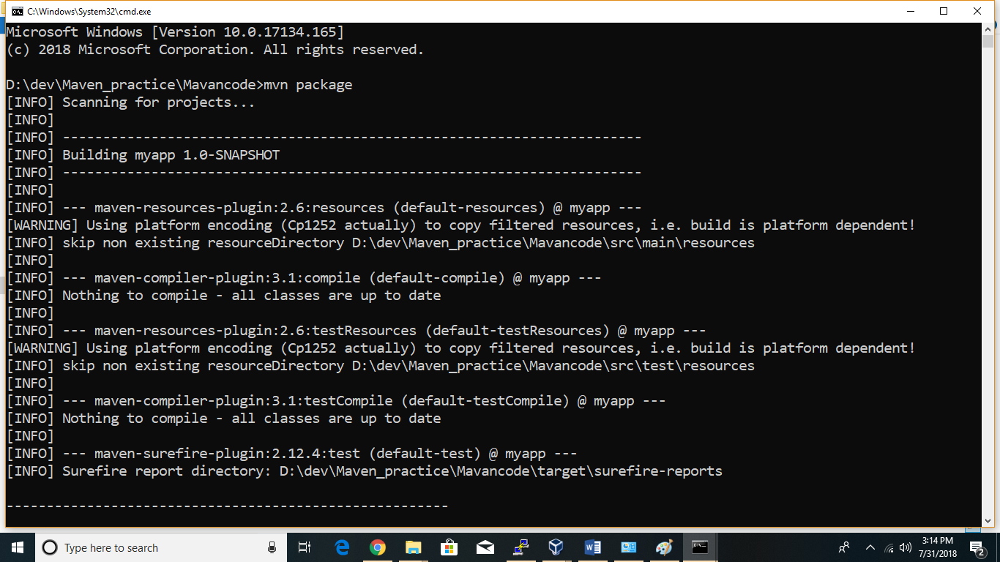 C:\Windows\System32\cmd.exe
Microsoft Windows [Version 10.0.17134.165]
(c) 2018 Microsoft Corporation. All rights reserved.
D:\dev\Maven_practice\Mavancode>mvn package
[INFO] Scanning for projects...
[INFO]
[INFO] ------------------------------------------------------------------------
[INFO] Building myapp 1.0-SNAPSHOT
[INFO] ------------------------------------------------------------------------
[INFO]
[INFO] --- maven-resources-plugin:2.6:resources (default-resources) @ myapp ---
[WARNING] Using platform encoding (Cp1252 actually) to copy filtered resources, i.e. build is platform dependent!
[INFO] skip non existing resourceDirectory D:\dev\Maven_practice\Mavancode\src\main\resources
[INFO]
[INFO] --- maven-compiler-plugin:3.1:compile (default-compile) @ myapp ---
[INFO] Nothing to compile - all classes are up to date
[INFO]
[INFO] --- maven-resources-plugin:2.6:testResources (default-testResources) @ myapp ---
[WARNING] Using platform encoding (Cp1252 actually) to copy filtered resources, i.e. build is platform dependent!
[INFO] skip non existing resourceDirectory D:\dev\Maven_practice\Mavancode\src\test\resources
[INFO]
[INFO] --- maven-compiler-plugin:3.1:testCompile (default-testCompile) @ myapp ---
[INFO] Nothing to compile - all classes are up to date
[INFO]
[INFO] --- maven-surefire-plugin:2.12.4:test (default-test) @ myapp ---
[INFO] Surefire report directory: D:\dev\Maven_practice\Mavancode\target\surefire-reports
-------------------------------------------------------
Type here to search
3:14 PM
7/31/2018
2